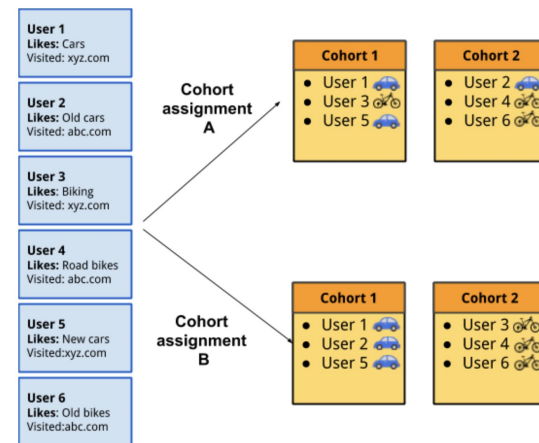 User 1
Likes: Cars
Visited: xyz.com
User 2
Likes: Old cars
Visited: abc.com
User 3
Likes: Biking
Visited: xyz.com
User 4
Likes: Road bikes
Visited: abc.com
User 5
Likes: New cars
Visited:xyz.com
User 6
Likes: Old bikes
Visited:abc.com
Cohort
assignment
A
Cohort 1
User 1
User 3
User 5
Cohort 2
User 2
User 4
User 6
Cohort
assignment
B
Cohort 1
User 1
User 2
User 5
Cohort 2
User 3
User 4
User 6